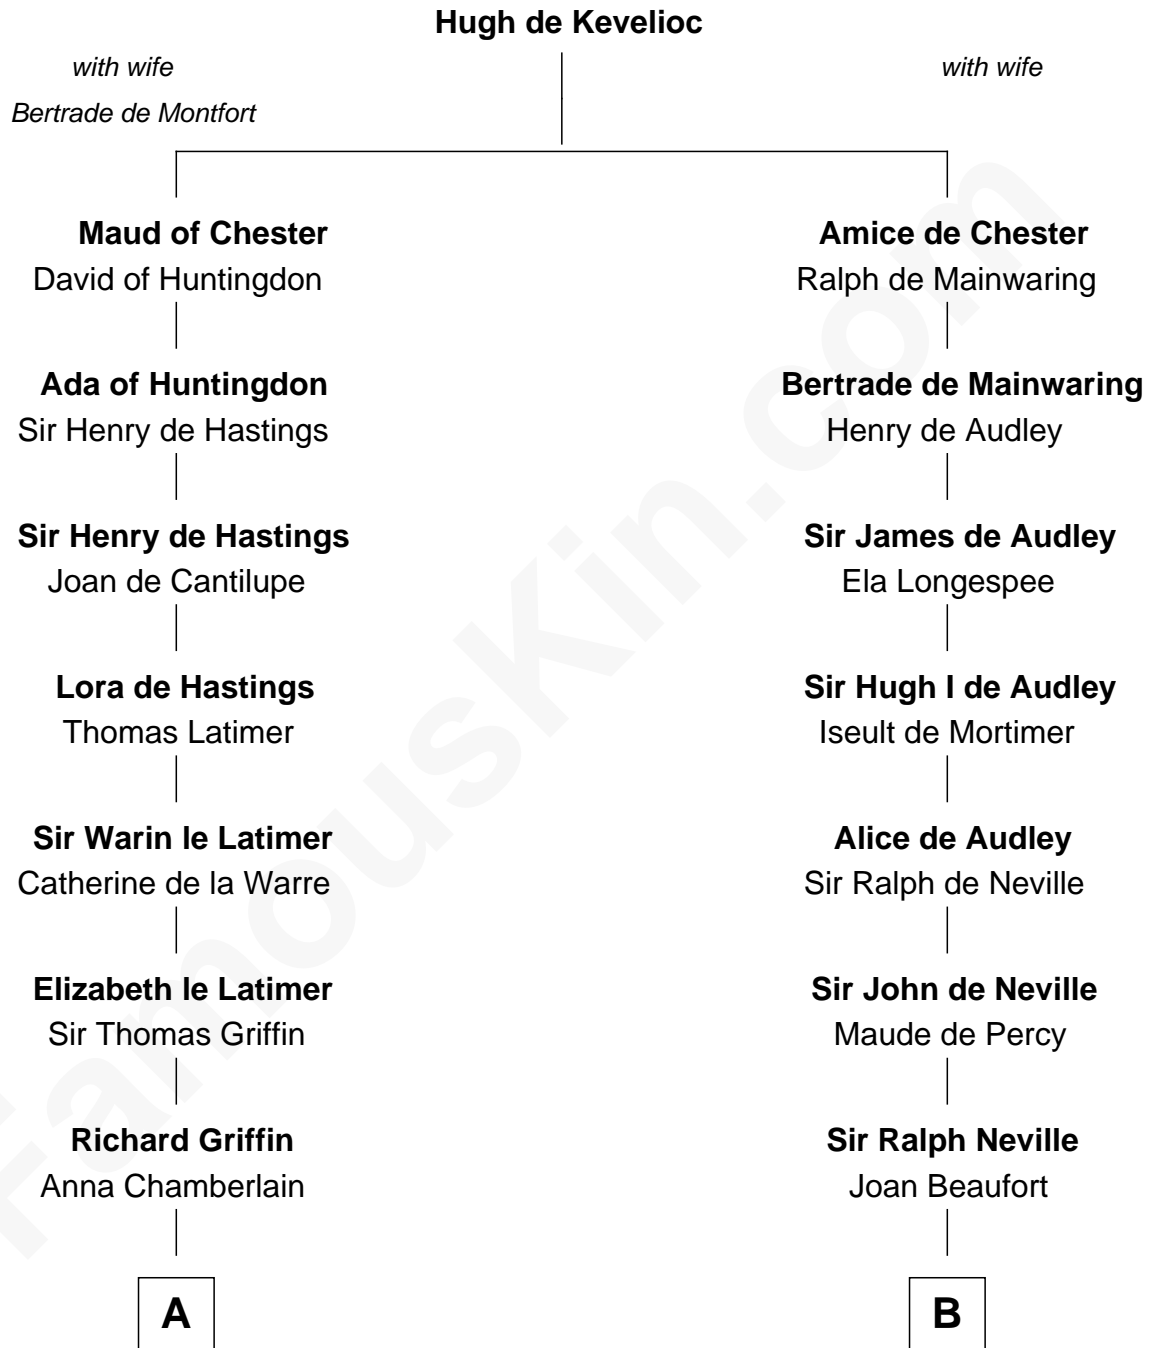 Hugh de Kevelioc
with wife
Bertrade de Montfort
with wife
Maud of Chester
David of Huntingdon
Amice de Chester
Ralph de Mainwaring
Ada of Huntingdon
Sir Henry de Hastings
Bertrade de Mainwaring
Henry de Audley
Sir Henry de Hastings
Joan de Cantilupe
Sir James de Audley
Ela Longespee
Lora de Hastings
Thomas Latimer
Sir Hugh I de Audley
Iseult de Mortimer
Sir Warin le Latimer
Catherine de la Warre
Alice de Audley
Sir Ralph de Neville
Elizabeth le Latimer
Sir Thomas Griffin
Sir John de Neville
Maude de Percy
Richard Griffin
Anna Chamberlain
Sir Ralph Neville
Joan Beaufort
A
B
FamousKin.com